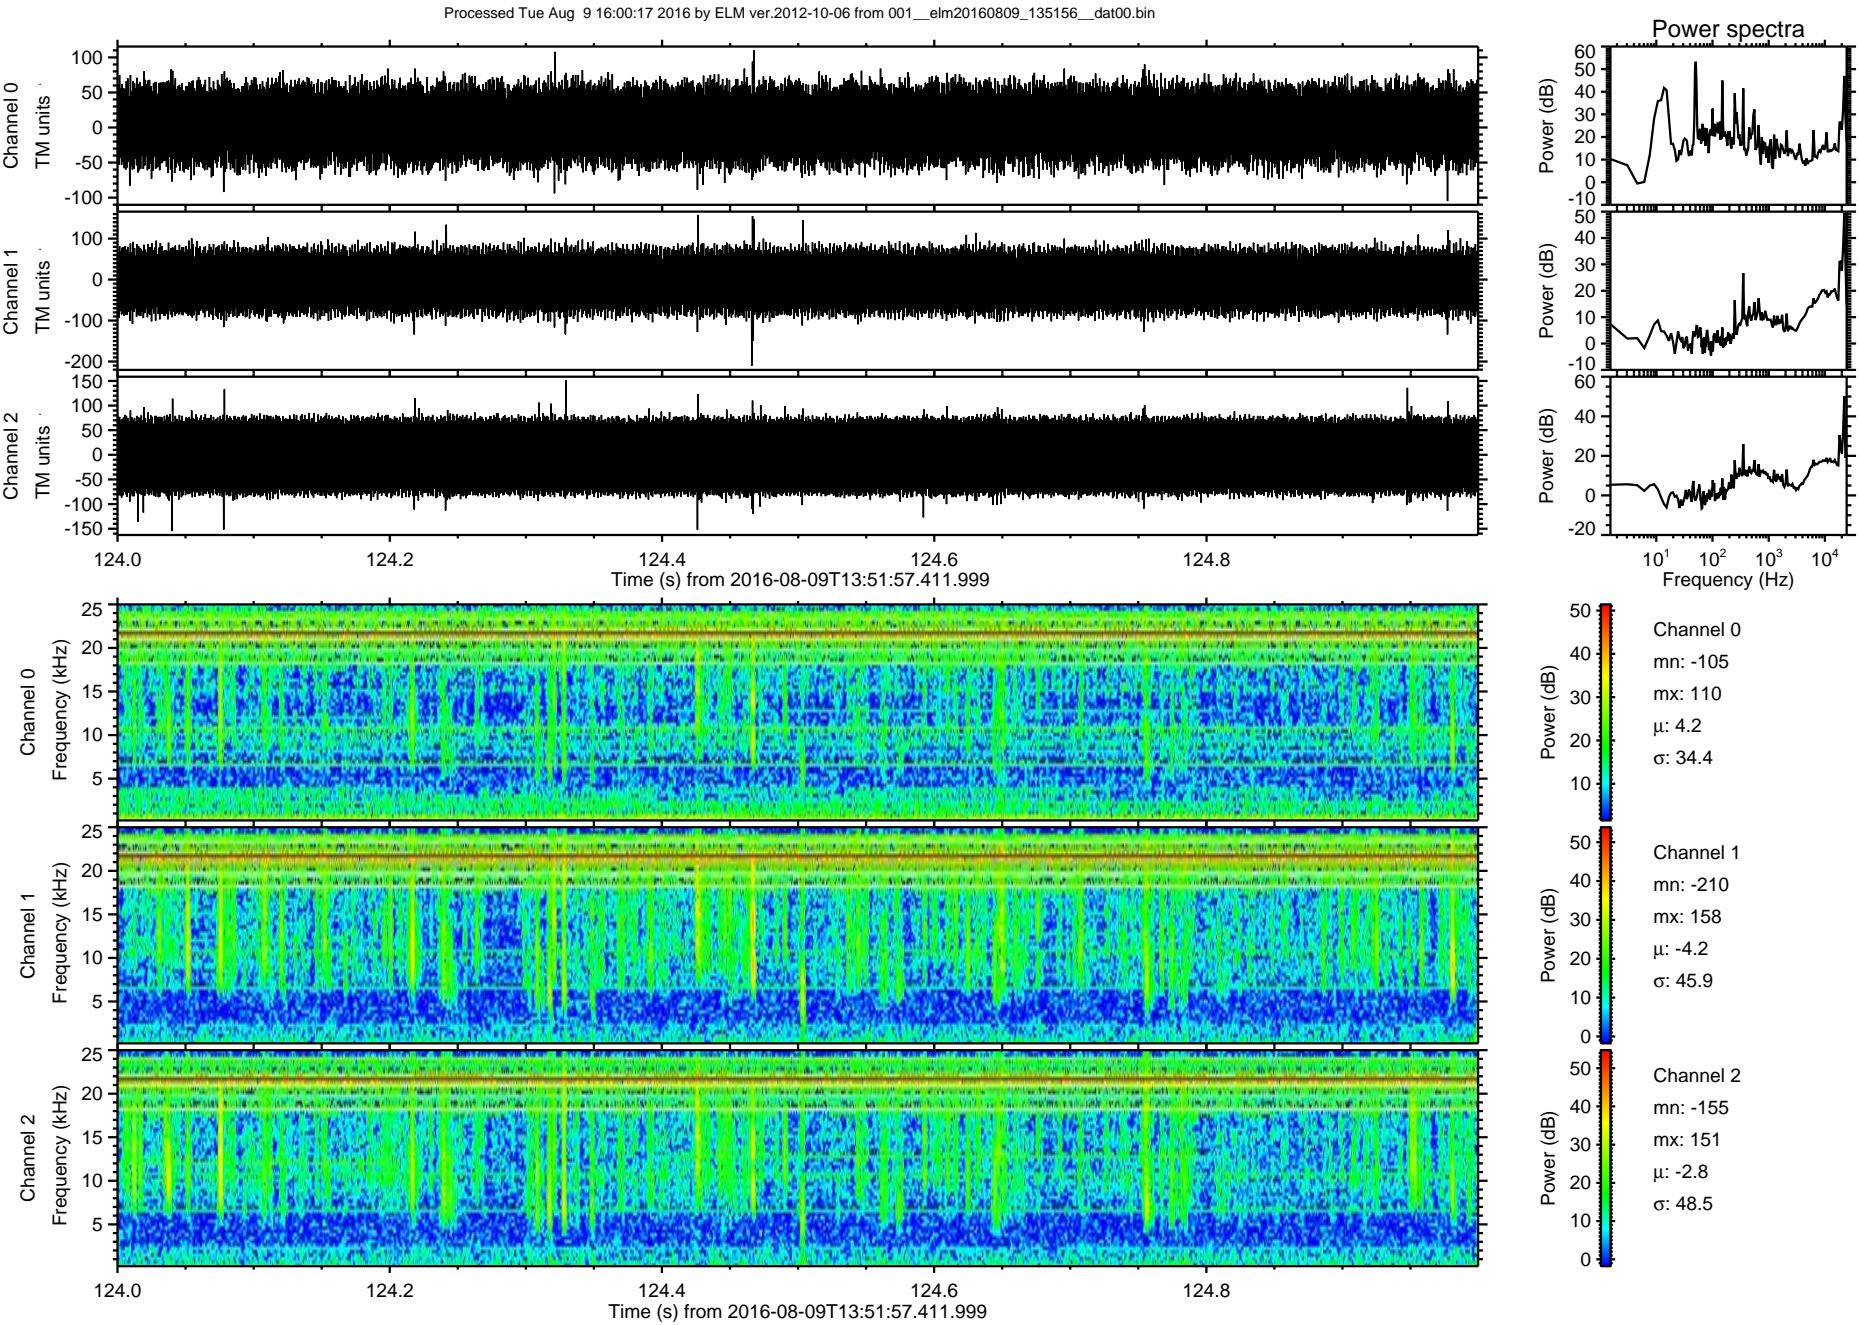 Processed Tue Aug  9 16:00:17 2016 by ELM ver.2012-10-06 from 001__elm20160809_135156__dat00.bin
Power spectra
Channel 0
TM units
100
50
0
-50
-100
Power (dB)
60
50
40
30
20
10
0
-10
Channel 1
TM units
100
0
-100
-200
Power (dB)
50
40
30
20
10
0
-10
Channel 2
TM units
150
100
50
0
-50
-100
-150
Power (dB)
60
40
20
0
-20
124.0 124.2 124.4 124.6 124.8
Time (s) from 2016-08-09T13:51:57.411.999
10¹ 10² 10³ 10⁴
Frequency (Hz)
Channel 0
Frequency (kHz)
25
20
15
10
5
Power (dB)
50
40
30
20
10
Channel 0
mn: -105
mx: 110
μ: 4.2
σ: 34.4
Channel 1
Frequency (kHz)
25
20
15
10
5
Power (dB)
50
40
30
20
10
0
Channel 1
mn: -210
mx: 158
μ: -4.2
σ: 45.9
Channel 2
Frequency (kHz)
25
20
15
10
5
Power (dB)
50
40
30
20
10
0
Channel 2
mn: -155
mx: 151
μ: -2.8
σ: 48.5
124.0 124.2 124.4 124.6 124.8
Time (s) from 2016-08-09T13:51:57.411.999